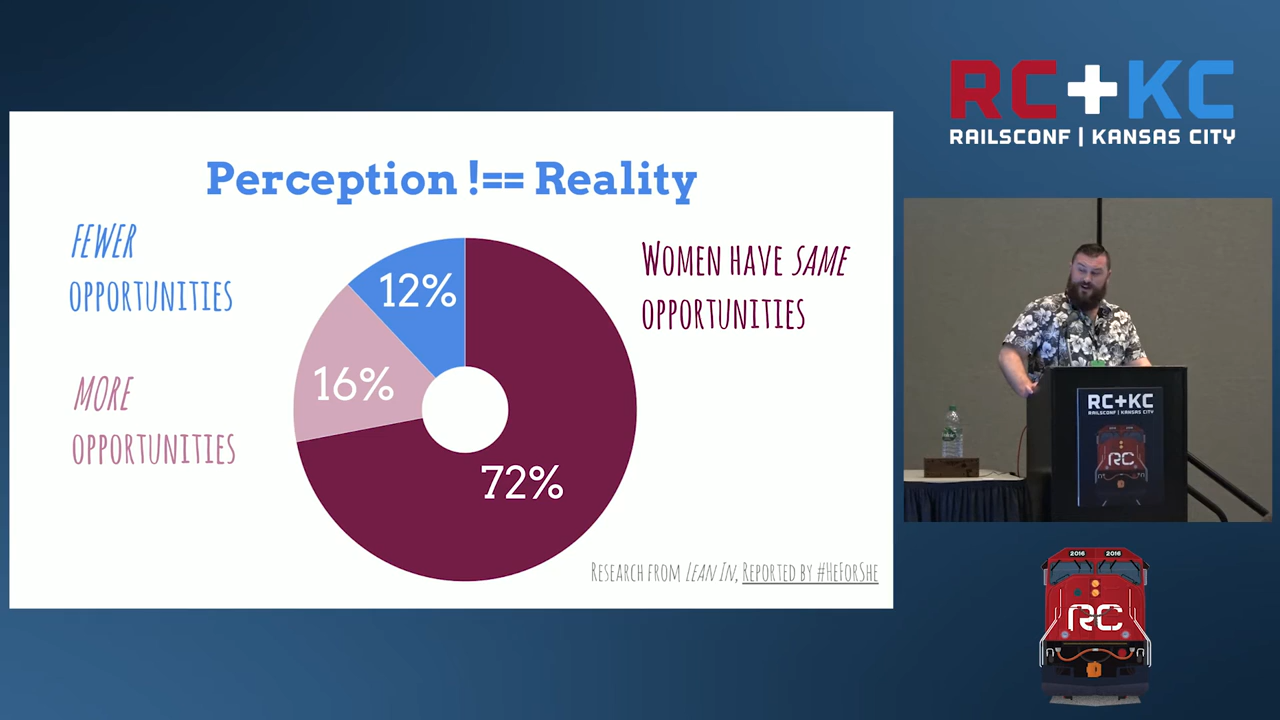 Perception !== Reality
FEWER
OPPORTUNITIES
MORE
OPPORTUNITIES
12%
16%
72%
WOMEN HAVE SAME
OPPORTUNITIES
RESEARCH FROM LEAN IN, REPORTED BY #HEFORSHE
RC+KC
RAILSCONF | KANSAS CITY
RC+KC
RAILSCONF | KANSAS CITY
RC
2016 2016
RC